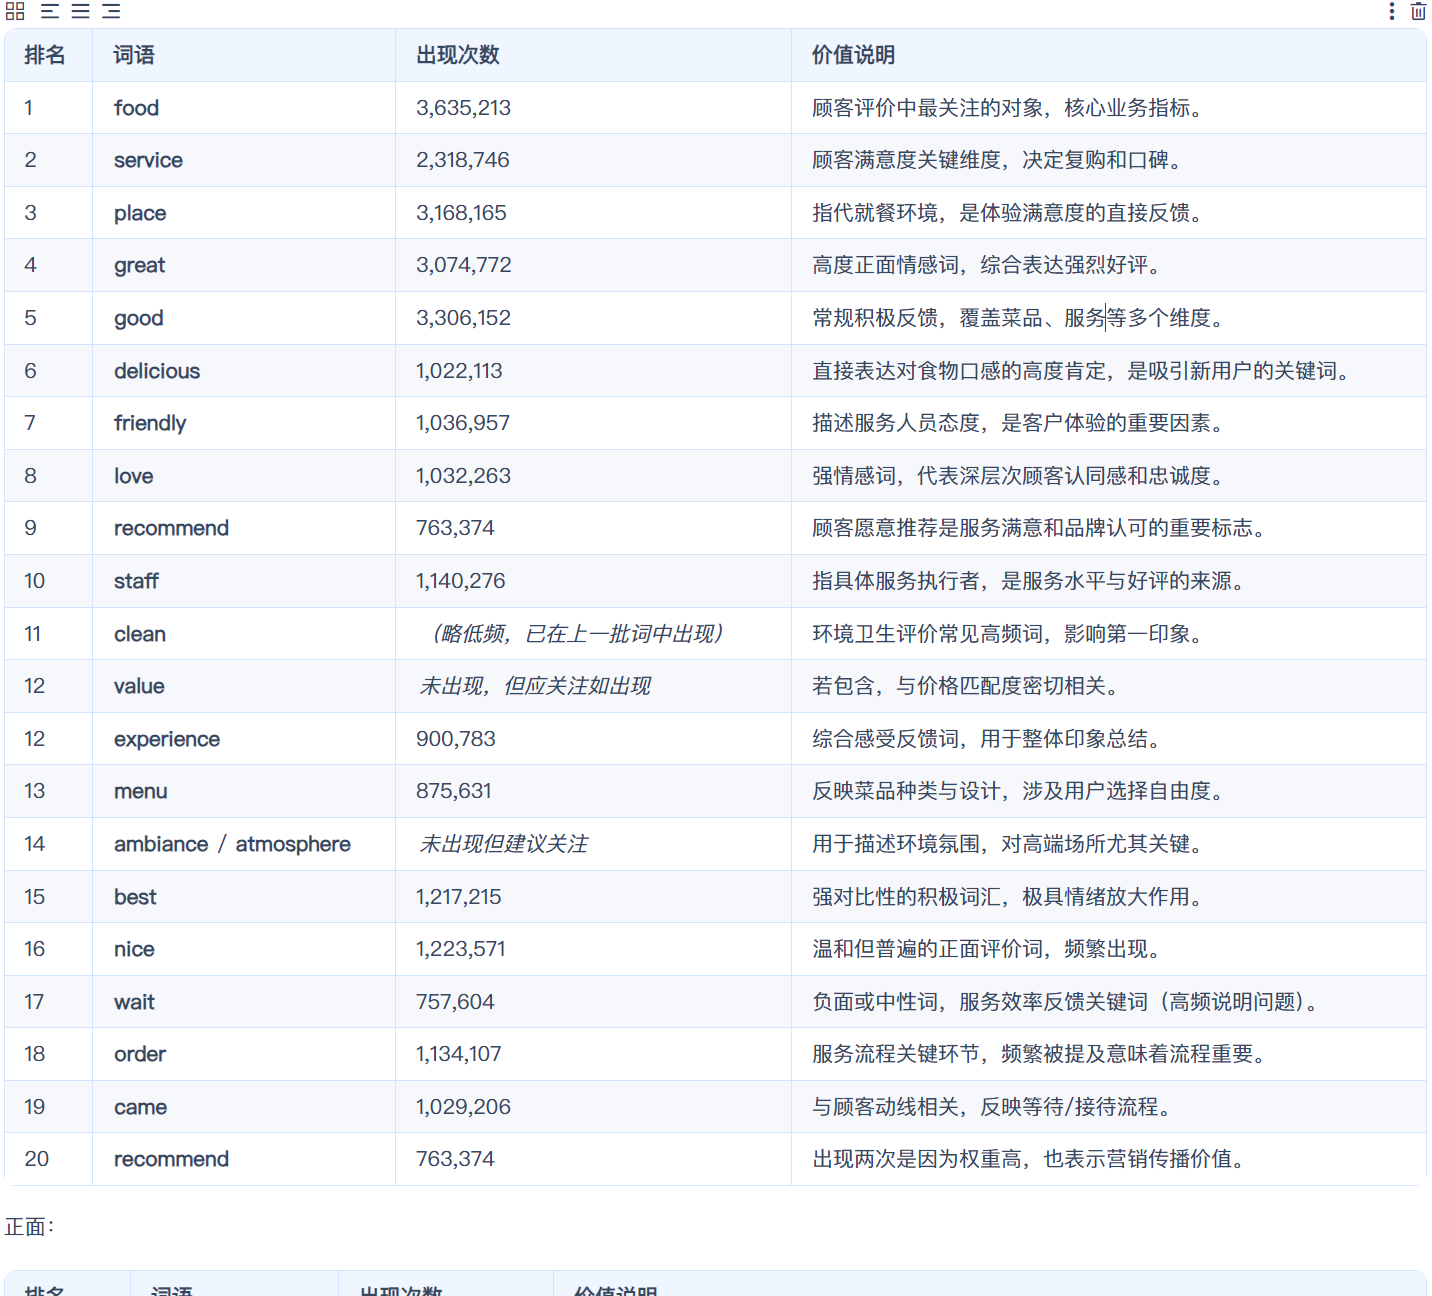 排名 词语 出现次数 价值说明
1 food 3,635,213 顾客评价中最关注的对象，核心业务指标。
2 service 2,318,746 顾客满意度关键维度，决定复购和口碑。
3 place 3,168,165 指代就餐环境，是体验满意度的直接反馈。
4 great 3,074,772 高度正面情感词，综合表达强烈好评。
5 good 3,306,152 常规积极反馈，覆盖菜品、服务等多个维度。
6 delicious 1,022,113 直接表达对食物口感的高度肯定，是吸引新用户的关键词。
7 friendly 1,036,957 描述服务人员态度，是客户体验的重要因素。
8 love 1,032,263 强情感词，代表深层次顾客认同感和忠诚度。
9 recommend 763,374 顾客愿意推荐是服务满意和品牌认可的重要标志。
10 staff 1,140,276 指具体服务执行者，是服务水平与好评的来源。
11 clean （略低频，已在上一批词中出现） 环境卫生评价常见高频词，影响第一印象。
12 value 未出现，但应关注如出现 若包含，与价格匹配度密切相关。
12 experience 900,783 综合感受反馈词，用于整体印象总结。
13 menu 875,631 反映菜品种类与设计，涉及用户选择自由度。
14 ambiance / atmosphere 未出现但建议关注 用于描述环境氛围，对高端场所尤其关键。
15 best 1,217,215 强对比性的积极词汇，极具情绪放大作用。
16 nice 1,223,571 温和但普遍的正面评价词，频繁出现。
17 wait 757,604 负面或中性词，服务效率反馈关键词（高频说明问题）。
18 order 1,134,107 服务流程关键环节，频繁被提及意味着流程重要。
19 came 1,029,206 与顾客动线相关，反映等待/接待流程。
20 recommend 763,374 出现两次是因为权重高，也表示营销传播价值。
正面：
排名 词语 出现次数 价值说明